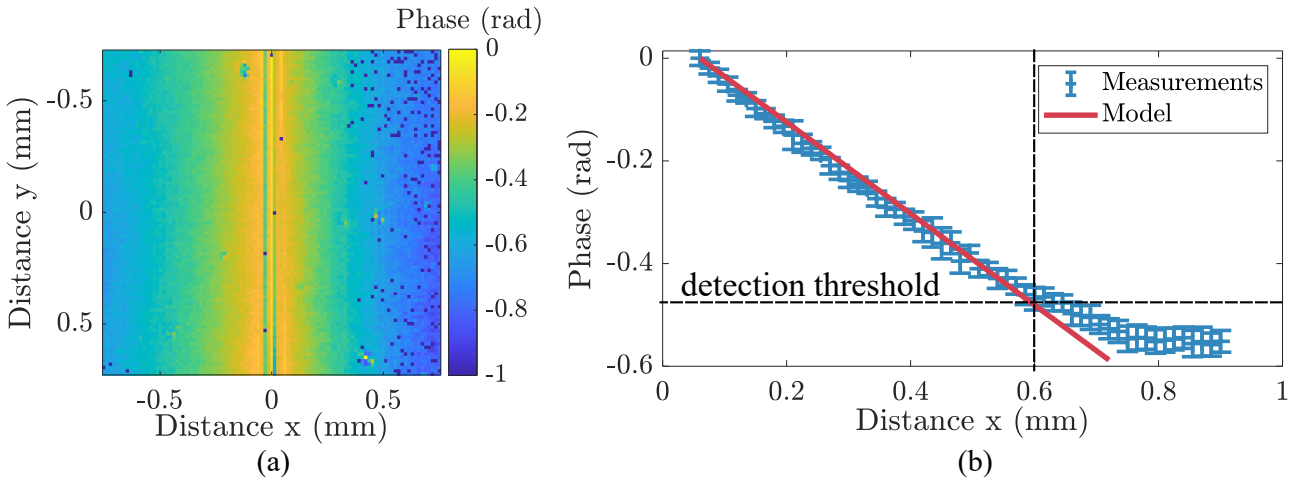 Phase (rad)
0
-0.2
-0.4
-0.6
-0.8
-1
Distance y (mm)
-0.5
0
0.5
-0.5
0
0.5
Distance x (mm)
(a)
Phase (rad)
0
-0.2
-0.4
-0.6
Measurements
Model
detection threshold
0
0.2
0.4
0.6
0.8
1
Distance x (mm)
(b)